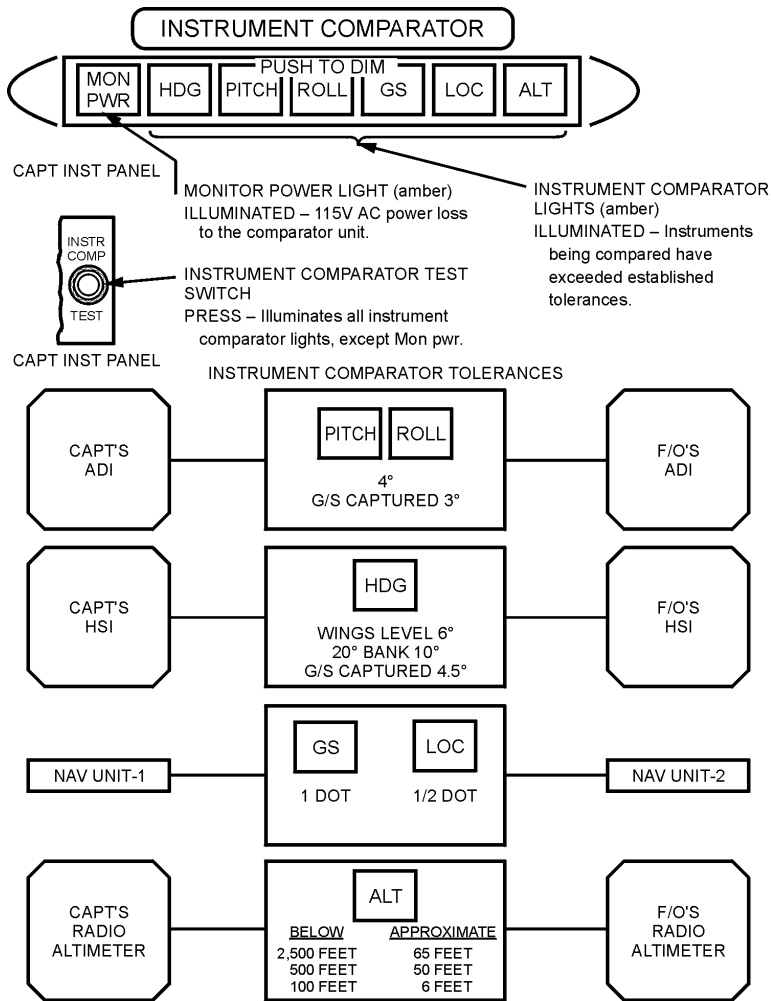 INSTRUMENT COMPARATOR
PUSH TO DIM
MON
PWR
HDG
PITCH
ROLL
GS
LOC
ALT
CAPT INST PANEL
MONITOR POWER LIGHT (amber)
ILLUMINATED – 115V AC power loss
to the comparator unit.
INSTRUMENT COMPARATOR
LIGHTS (amber)
ILLUMINATED – Instruments
being compared have
exceeded established
tolerances.
INSTR
COMP
TEST
CAPT INST PANEL
INSTRUMENT COMPARATOR TEST
SWITCH
PRESS – Illuminates all instrument
comparator lights, except Mon pwr.
INSTRUMENT COMPARATOR TOLERANCES
CAPT'S
ADI
PITCH
ROLL
4°
G/S CAPTURED 3°
F/O'S
ADI
CAPT'S
HSI
HDG
WINGS LEVEL 6°
20° BANK 10°
G/S CAPTURED 4.5°
F/O'S
HSI
NAV UNIT-1
GS
1 DOT
LOC
1/2 DOT
NAV UNIT-2
CAPT'S
RADIO
ALTIMETER
ALT
BELOW APPROXIMATE
2,500 FEET 65 FEET
500 FEET 50 FEET
100 FEET 6 FEET
F/O'S
RADIO
ALTIMETER